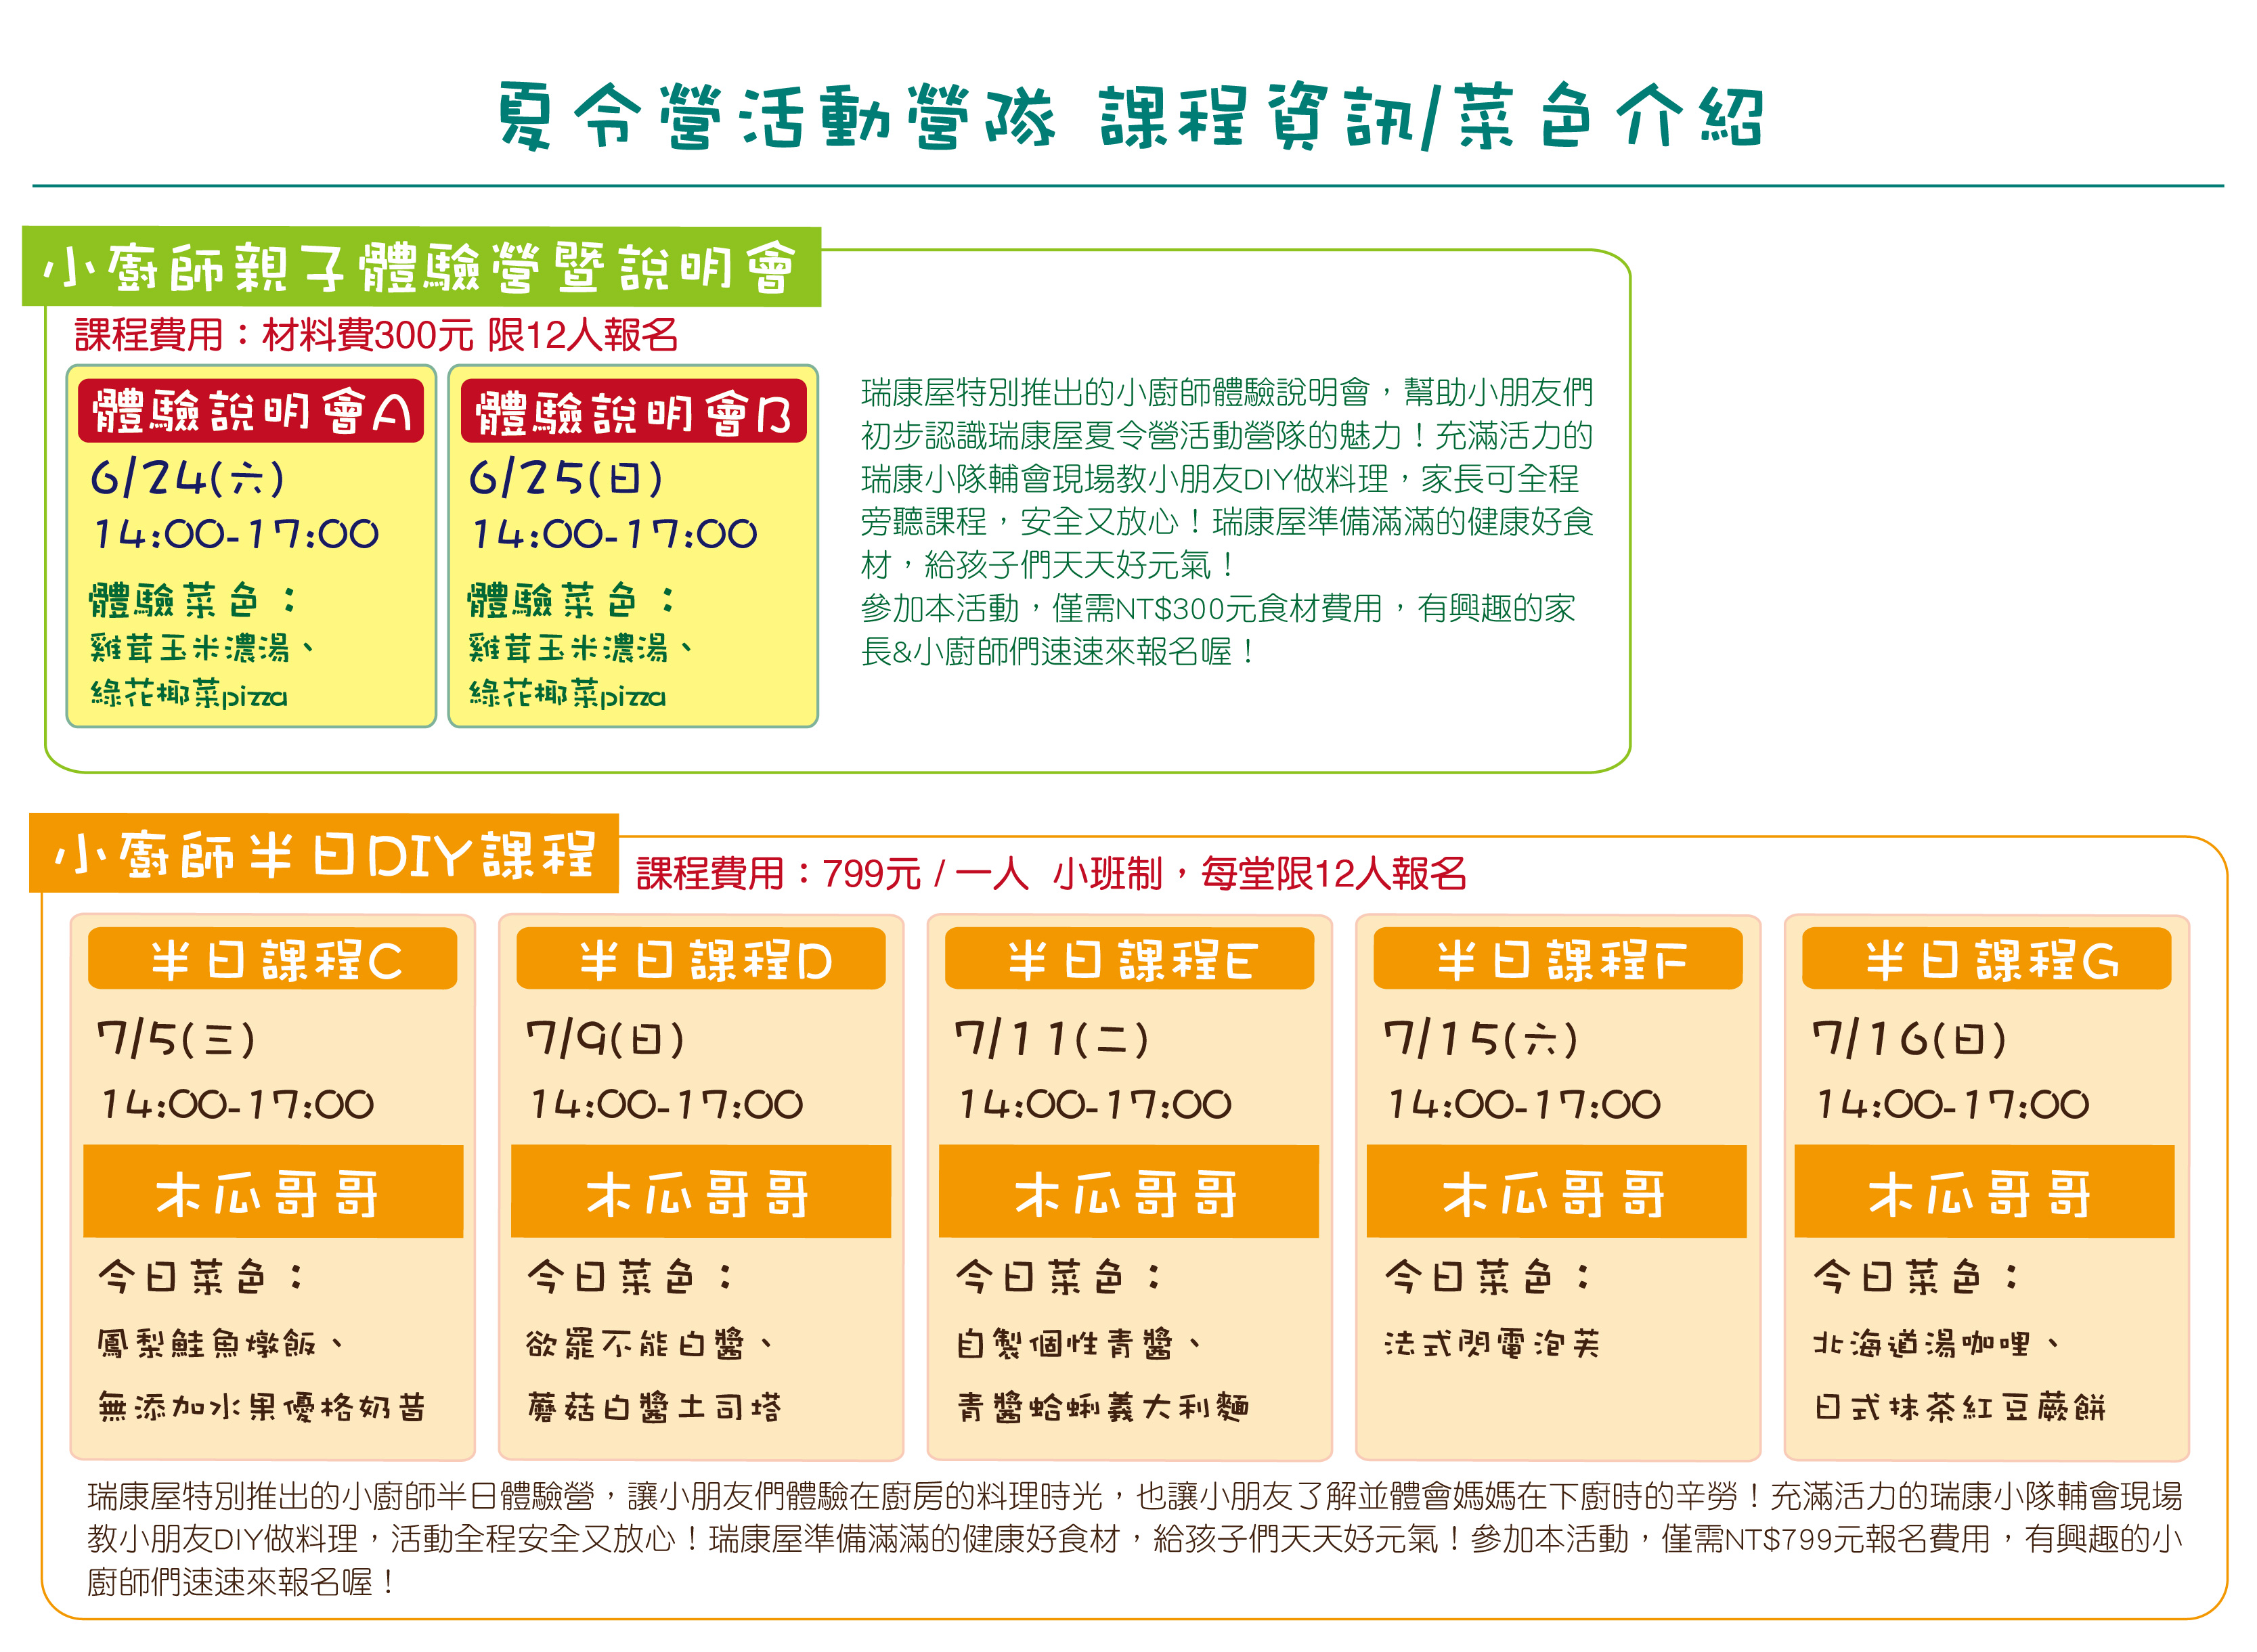 夏令營活動營隊 課程資訊/菜色介紹
小廚師親子體驗營暨說明會
課程費用：材料費300元 限12人報名
體驗說明會A
6/24(六)
14:00-17:00
體驗菜色：
雞茸玉米濃湯、
綠花椰菜pizza
體驗說明會B
6/25(日)
14:00-17:00
體驗菜色：
雞茸玉米濃湯、
綠花椰菜pizza
瑞康屋特別推出的小廚師體驗說明會，幫助小朋友們
初步認識瑞康屋夏令營活動營隊的魅力！充滿活力的
瑞康小隊輔會現場教小朋友DIY做料理，家長可全程
旁聽課程，安全又放心！瑞康屋準備滿滿的健康好食
材，給孩子們天天好元氣！
參加本活動，僅需NT$300元食材費用，有興趣的家
長&小廚師們速速來報名喔！
小廚師半日DIY課程
課程費用：799元 / 一人 小班制，每堂限12人報名
半日課程C
7/5(三)
14:00-17:00
木瓜哥哥
今日菜色：
鳳梨鮭魚燉飯、
無添加水果優格奶昔
半日課程D
7/9(日)
14:00-17:00
木瓜哥哥
今日菜色：
欲罷不能白醬、
蘑菇白醬土司塔
半日課程E
7/11(二)
14:00-17:00
木瓜哥哥
今日菜色：
自製個性青醬、
青醬蛤蜊義大利麵
半日課程F
7/15(六)
14:00-17:00
木瓜哥哥
今日菜色：
法式閃電泡芙
半日課程G
7/16(日)
14:00-17:00
木瓜哥哥
今日菜色：
北海道湯咖哩、
日式抹茶紅豆蕨餅
瑞康屋特別推出的小廚師半日體驗營，讓小朋友們體驗在廚房的料理時光，也讓小朋友了解並體會媽媽在下廚時的辛勞！充滿活力的瑞康小隊輔會現場
教小朋友DIY做料理，活動全程安全又放心！瑞康屋準備滿滿的健康好食材，給孩子們天天好元氣！參加本活動，僅需NT$799元報名費用，有興趣的小
廚師們速速來報名喔！